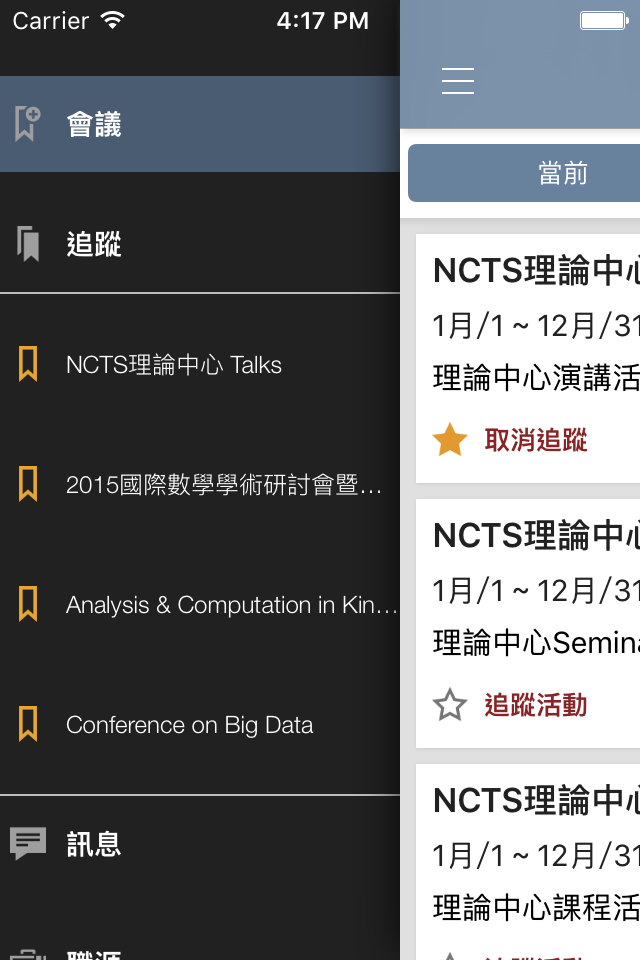 Carrier 4:17 PM
會議
追蹤
NCTS理論中心 Talks
2015國際數學學術研討會暨…
Analysis & Computation in Kin…
Conference on Big Data
訊息
當前
NCTS理論中心
1月/1 ~ 12月/31
理論中心演講活
取消追蹤
NCTS理論中心
1月/1 ~ 12月/31
理論中心Semina
追蹤活動
NCTS理論中心
1月/1 ~ 12月/31
理論中心課程活
追蹤活動